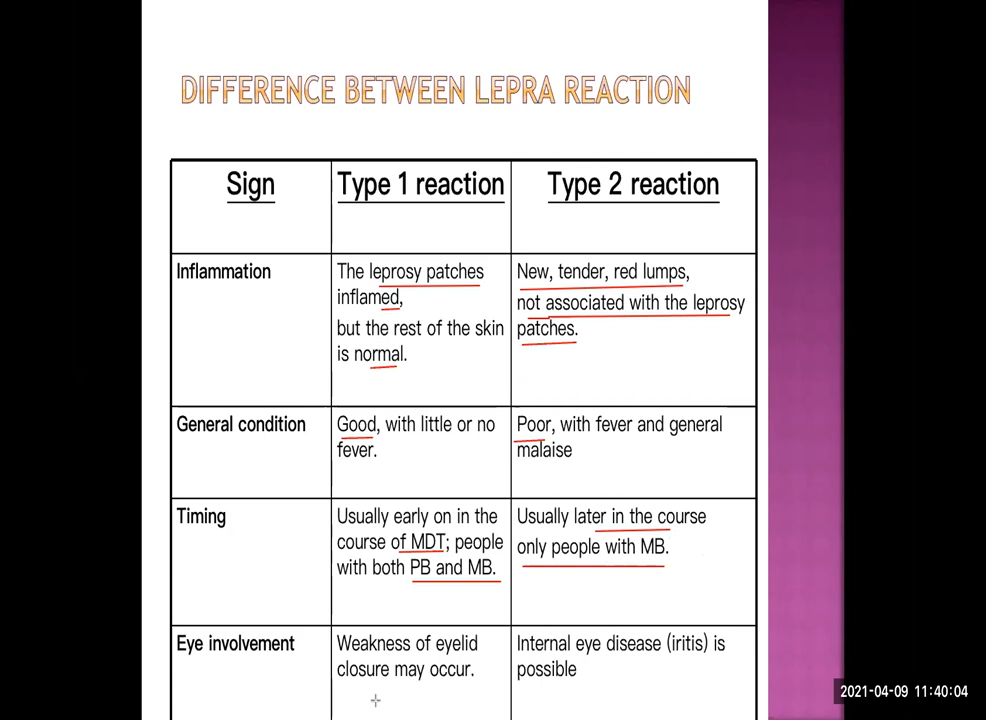 DIFFERENCE BETWEEN LEPRA REACTION
Sign
Type 1 reaction
Type 2 reaction
Inflammation
The leprosy patches
inflamed,
but the rest of the skin
is normal.
New, tender, red lumps,
not associated with the leprosy
patches.
General condition
Good, with little or no
fever.
Poor, with fever and general
malaise
Timing
Usually early on in the
course of MDT; people
with both PB and MB.
Usually later in the course
only people with MB.
Eye involvement
Weakness of eyelid
closure may occur.
Internal eye disease (iritis) is
possible
2021-04-09 11:40:04